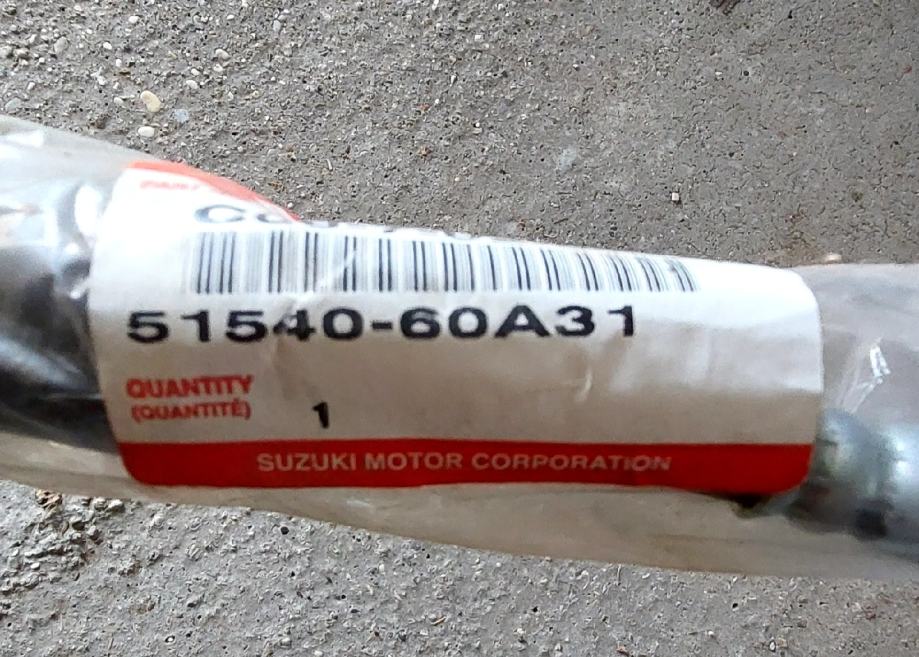 51540-60A31
QUANTITY
(QUANTITÉ)
1
SUZUKI MOTOR CORPORATION